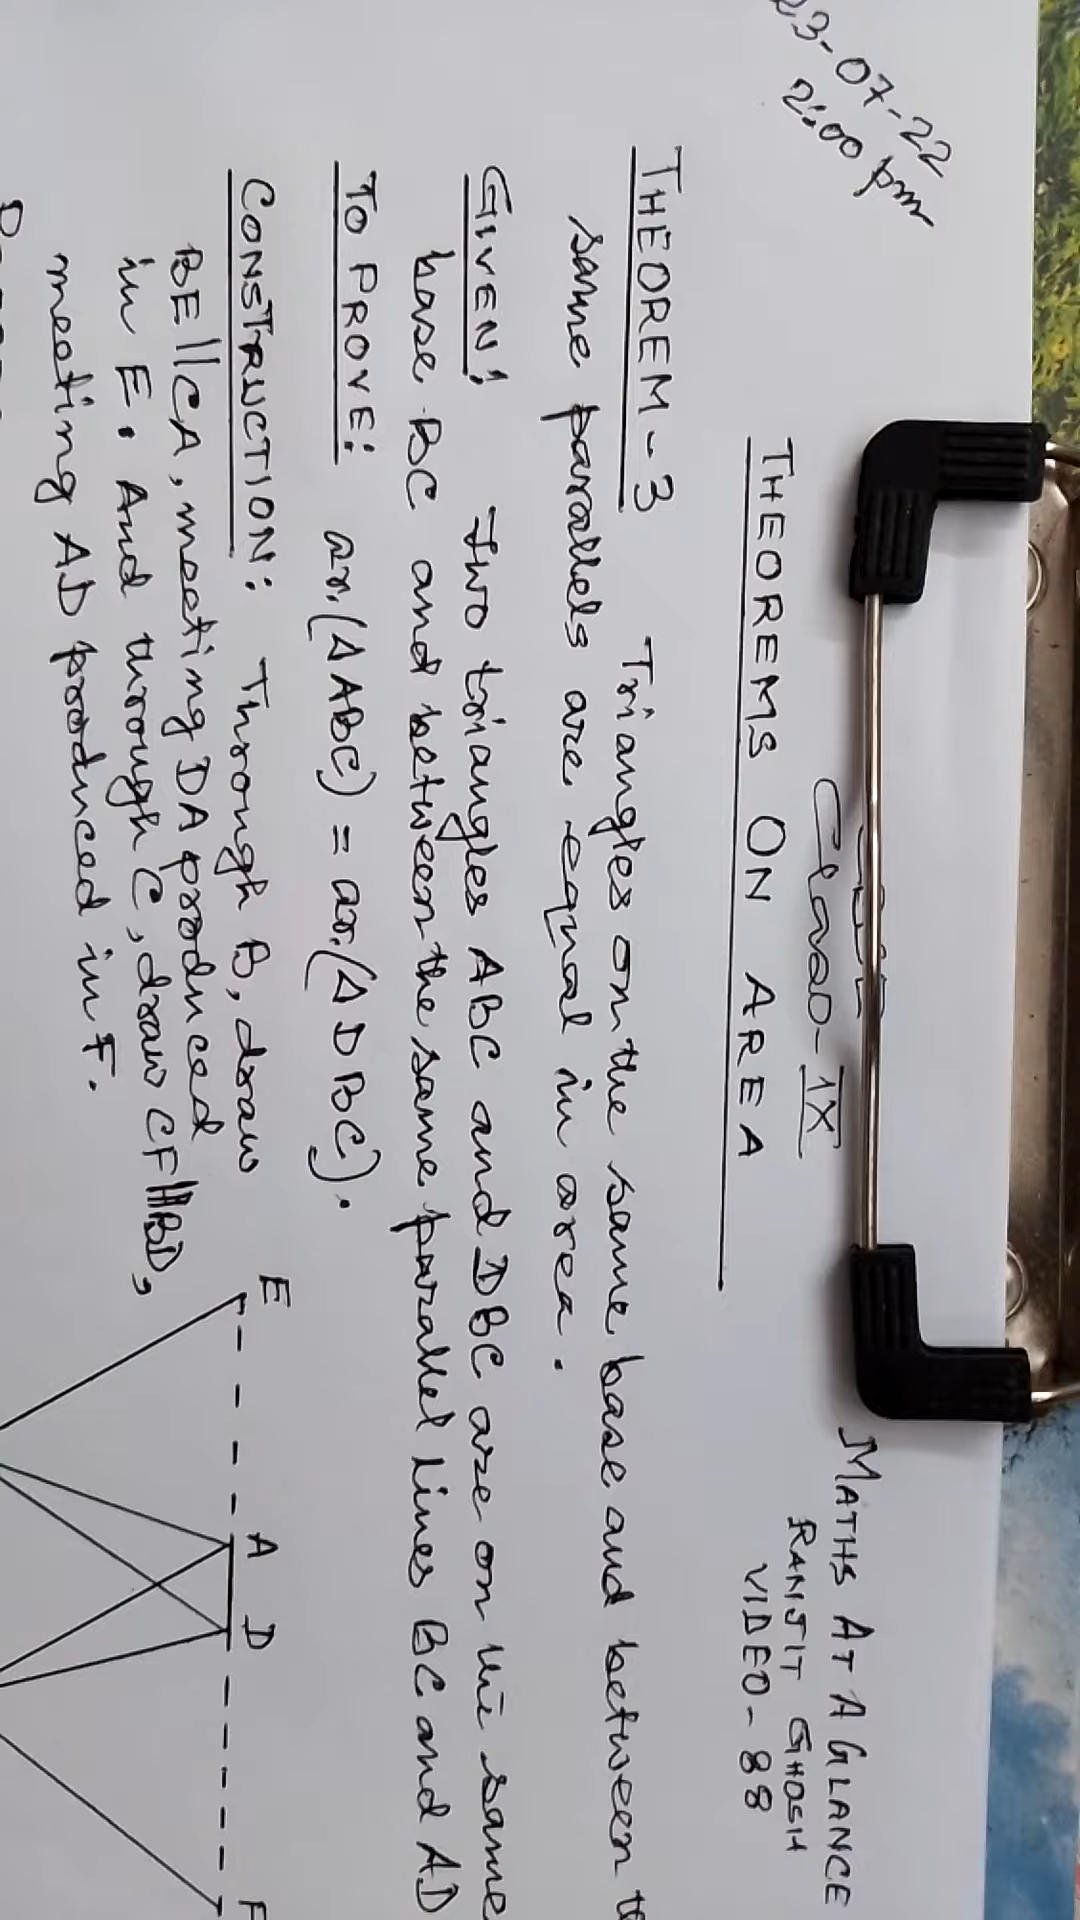 23-07-22
2:00 pm
Class-IX
MATHS AT A GLANCE
RANJIT GHOSH
VIDEO-88
THEOREMS ON AREA
THEOREM-3 Triangles on the same base and between
same parallels are equal in area.
GIVEN: Two triangles ABC and DBC are on the same
base BC and between the same parallel lines BC and AD
TO PROVE: ar.(ΔABC) = ar.(ΔDBC).
CONSTRUCTION: Through B, draw
BE||CA, meeting DA produced
in E. And through C, draw CF||BD,
meeting AD produced in F.
E A D F